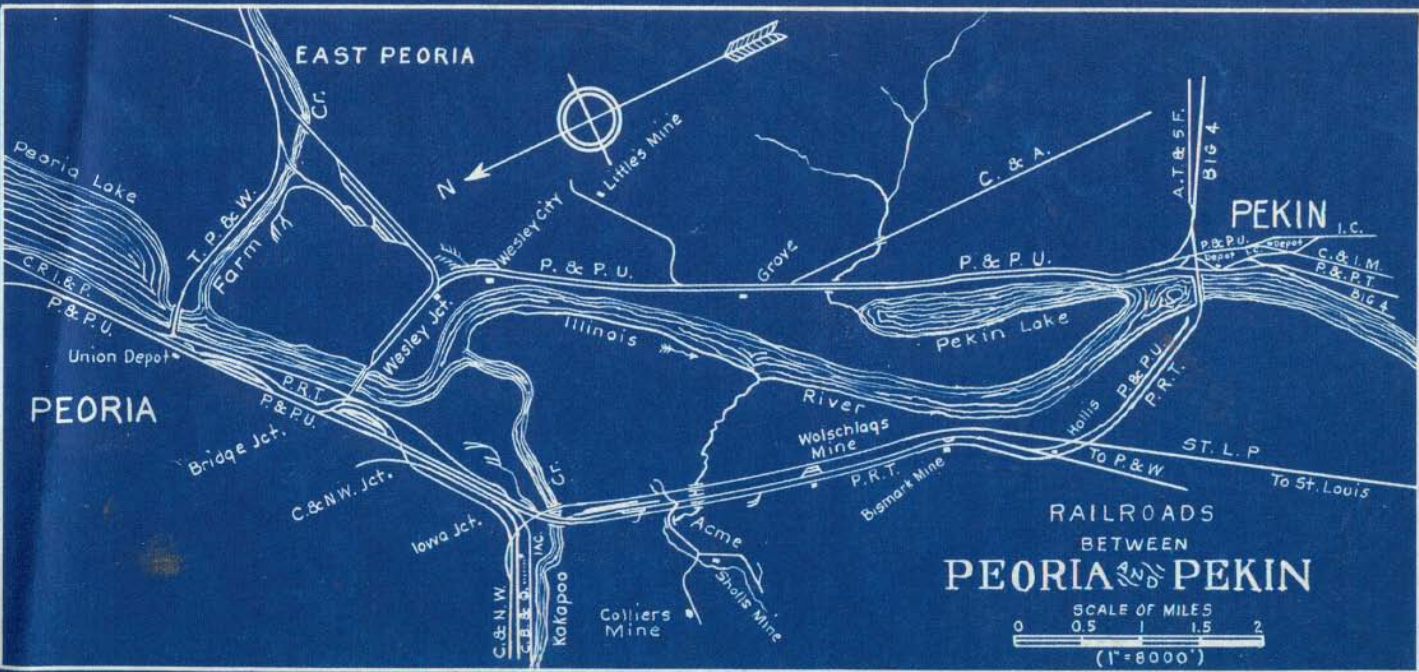 EAST PEORIA
Cr.
Peoria Lake
T. P. & W.
Farm
C. R. I. & P.
P. & P. U.
Union Depot
PEORIA
P.R.T.
P. & P. U.
Bridge Jct.
C. & N.W. Jct.
Iowa Jct.
N
Wesley City
Little's Mine
Wesley Jct.
P. & P. U.
Grove
C. & A.
P. & P. U.
A.T. & S.F.
BIG 4
PEKIN
P. & P. U.
Depot
I.C.
Depot
I.C.
C. & I. M.
P. & P. T.
BIG 4
Illinois
River
Pekin Lake
P. & P. U.
P. R. T.
Hollis
Wolschlags
Mine
P. R. T.
Bismark Mine
ST. L. P
To P. & W
To St. Louis
Cr.
Kakapoo
C. & N. W.
C. B. & Q.
Acme
Sholls Mine
Colliers
Mine
RAILROADS
BETWEEN
PEORIA AND PEKIN
SCALE OF MILES
0 0.5 1 1.5 2
(1"=8000')